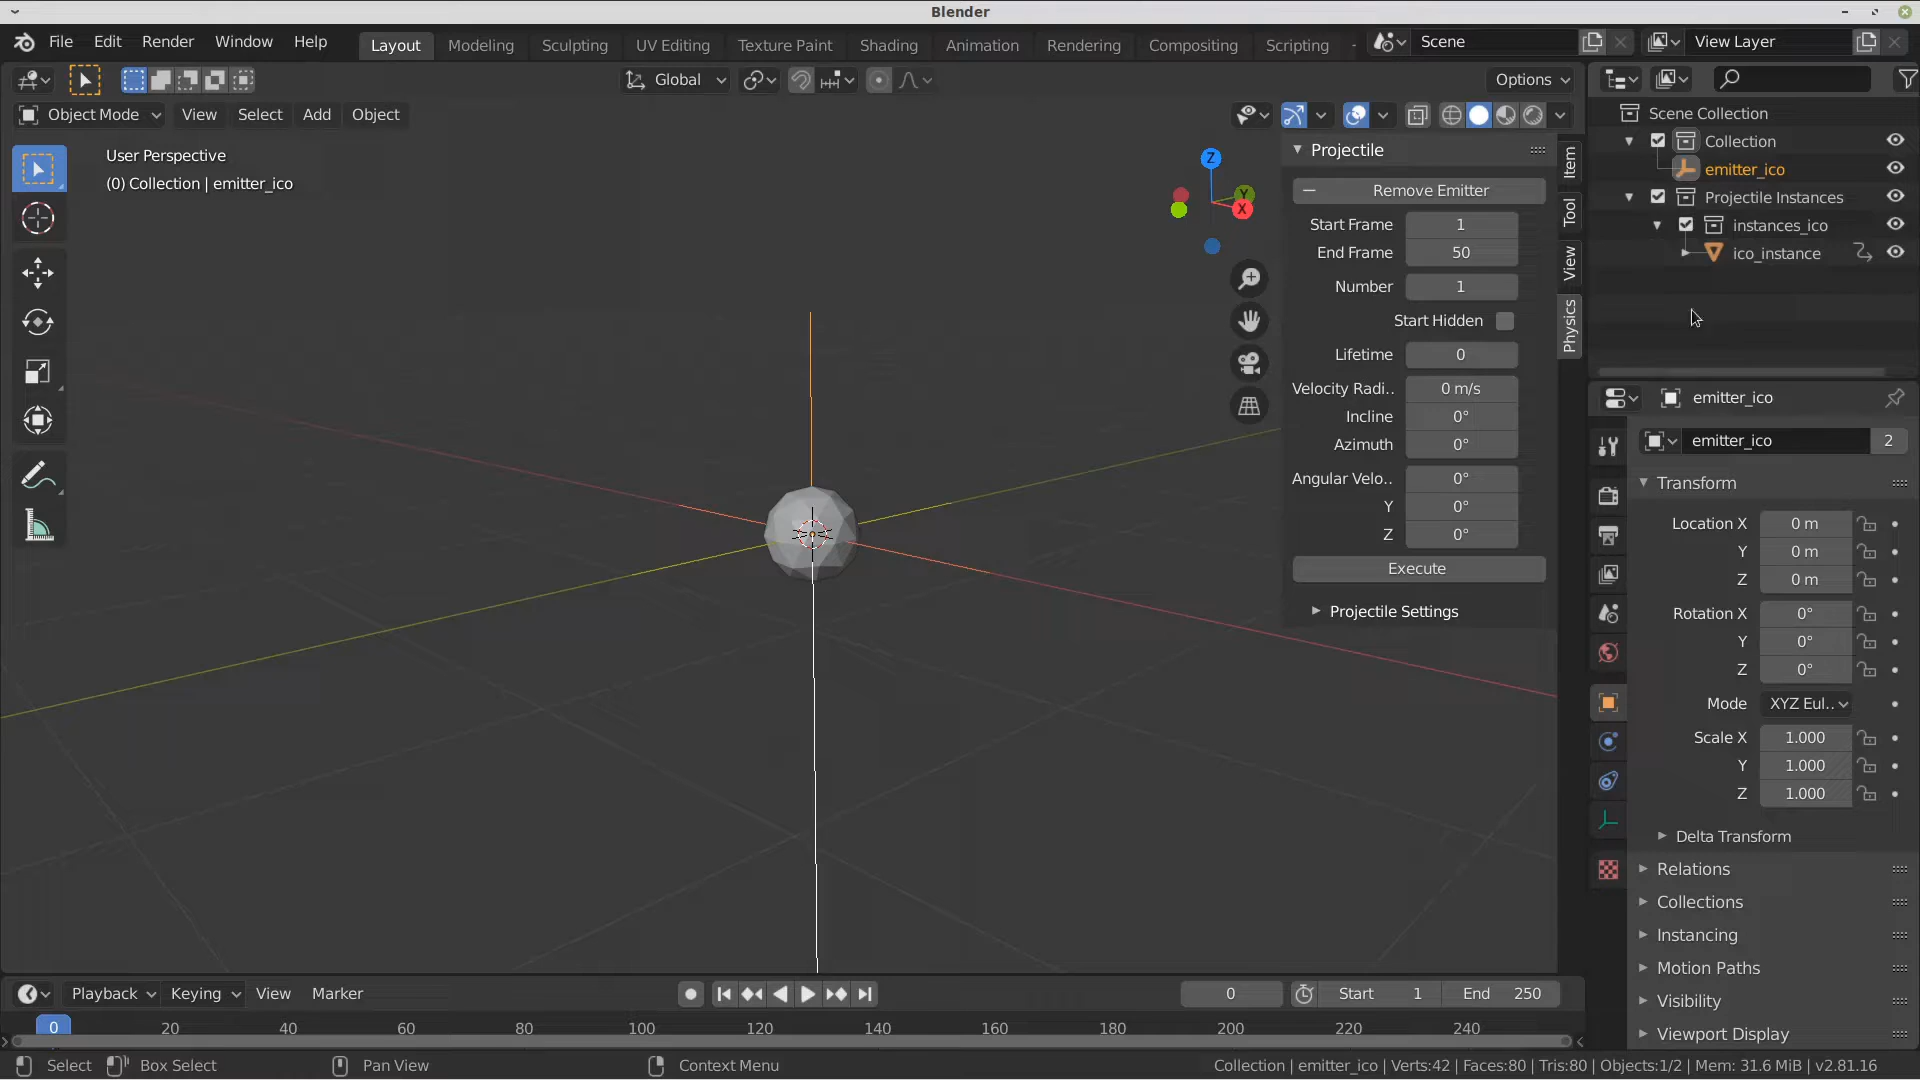 Blender
File Edit Render Window Help
Layout Modeling Sculpting UV Editing Texture Paint Shading Animation Rendering Compositing Scripting
Scene
View Layer
Global
Options
Object Mode View Select Add Object
User Perspective
(0) Collection | emitter_ico
Z
Y
X
Projectile
Remove Emitter
Start Frame 1
End Frame 50
Number 1
Start Hidden
Lifetime 0
Velocity Radi.. 0 m/s
Incline 0°
Azimuth 0°
Angular Velo.. 0°
Y 0°
Z 0°
Execute
Projectile Settings
Item
Tool
View
Physics
Scene Collection
Collection
emitter_ico
Projectile Instances
instances_ico
ico_instance
emitter_ico
emitter_ico 2
Transform
Location X 0 m
Y 0 m
Z 0 m
Rotation X 0°
Y 0°
Z 0°
Mode XYZ Eul..
Scale X 1.000
Y 1.000
Z 1.000
Delta Transform
Relations
Collections
Instancing
Motion Paths
Visibility
Viewport Display
Playback Keying View Marker
0
Start 1
End 250
0 20 40 60 80 100 120 140 160 180 200 220 240
Select Box Select Pan View Context Menu
Collection | emitter_ico | Verts:42 | Faces:80 | Tris:80 | Objects:1/2 | Mem: 31.6 MiB | v2.81.16